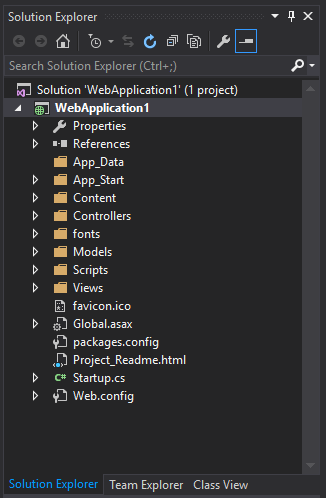 Solution Explorer
Search Solution Explorer (Ctrl+;)
Solution 'WebApplication1' (1 project)
WebApplication1
Properties
References
App_Data
App_Start
Content
Controllers
fonts
Models
Scripts
Views
favicon.ico
Global.asax
packages.config
Project_Readme.html
C# Startup.cs
Web.config
Solution Explorer Team Explorer Class View